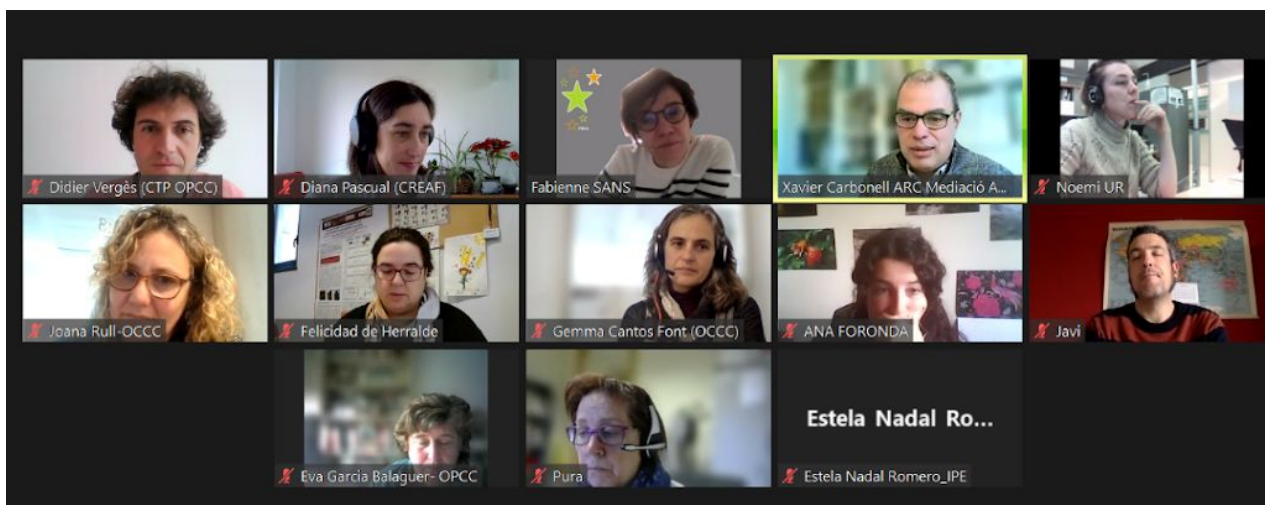 Didier Vergès (CTP OPCC)
Diana Pascual (CREAF)
Fabienne SANS
Xavier Carbonell ARC Mediació A...
Noemi UR
Joana Rull-OCCC
Felicidad de Herralde
Gemma Cantos Font (OCCC)
ANA FORONDA
Javi
Eva Garcia Balaguer- OPCC
Pura
Estela Nadal Ro...
Estela Nadal Romero_IPE